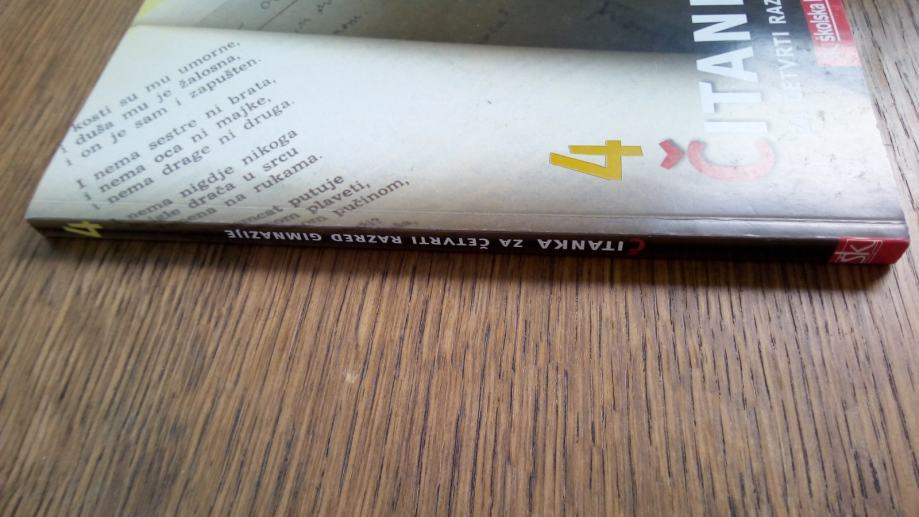 I kosti su mu umorne,
i duša mu je žalosna,
i on je sam i zapušten.
I nema sestre ni brata,
i nema oca ni majke,
i nema drage ni druga.
I nema nigdje nikoga
drača u srcu
na rukama.
putuje
plaveti,
pučinom,
4
ČITAN
ČETVRTI RAZ
školska
4 ČITANKA ZA ČETVRTI RAZRED GIMNAZIJE
ŠK